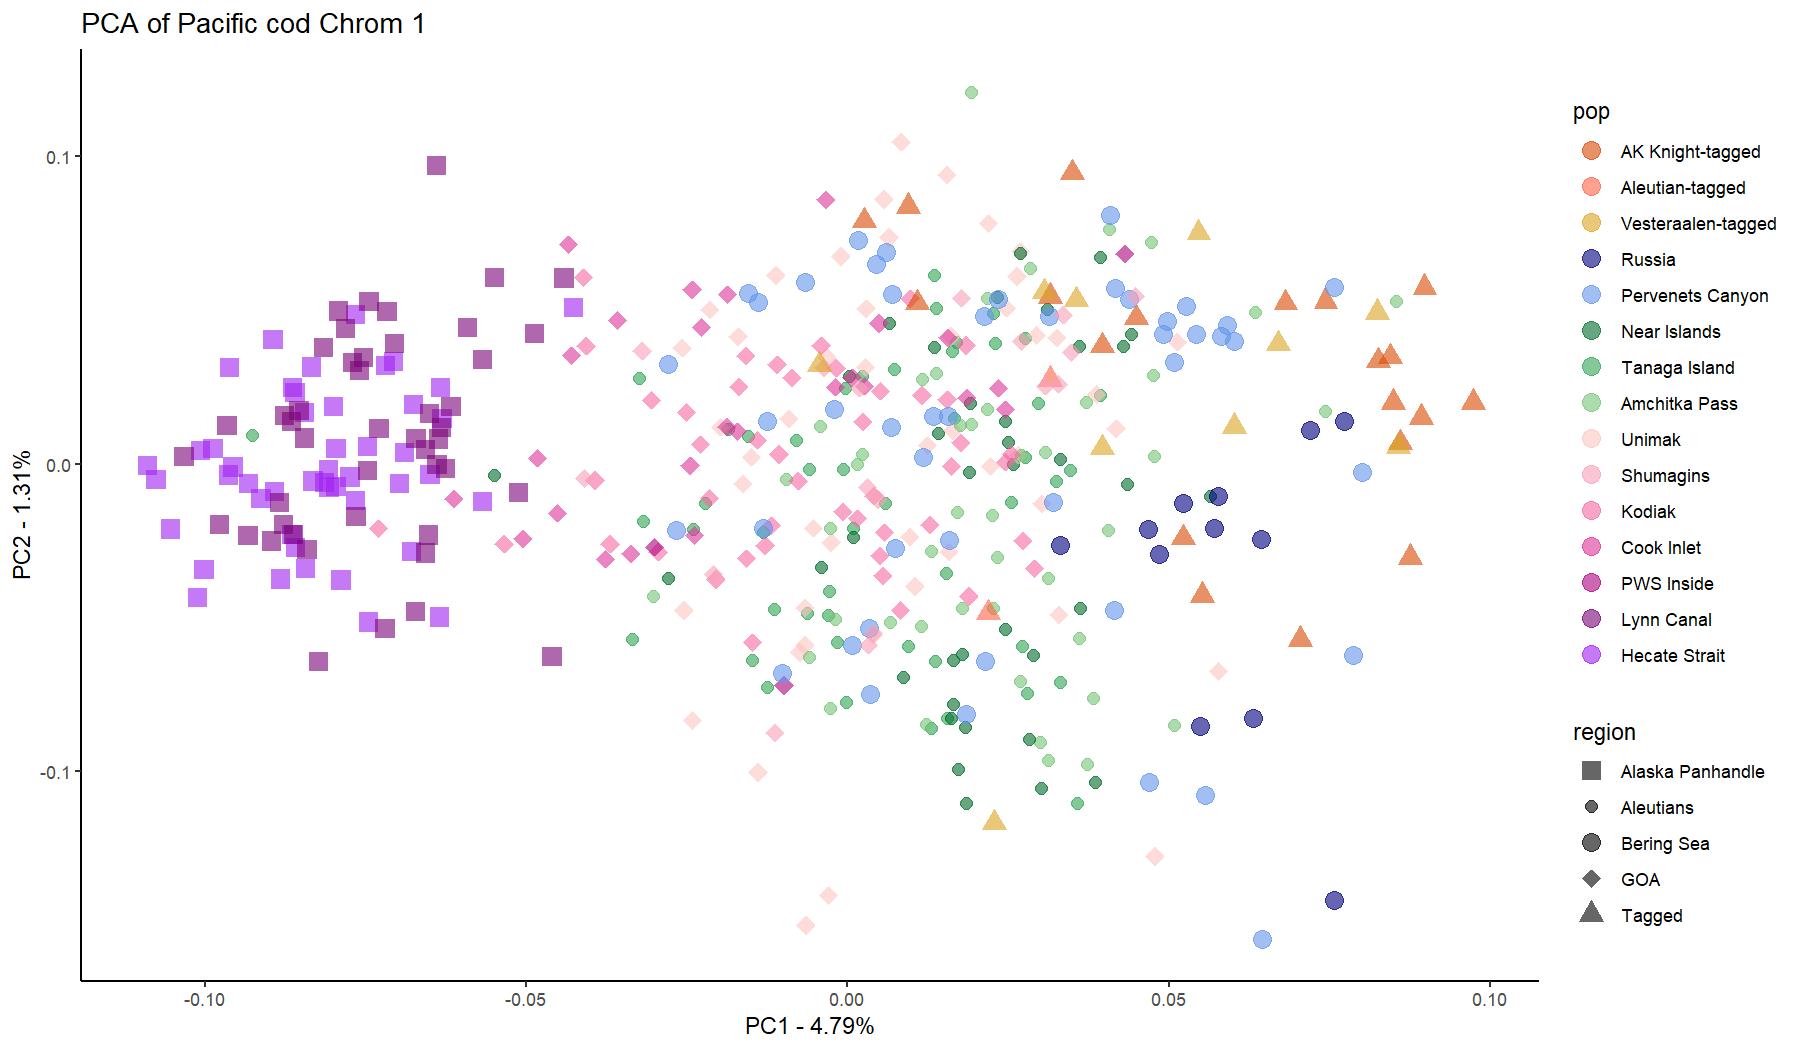 PCA of Pacific cod Chrom 1
0.1
0.0
-0.1
PC2 - 1.31%
-0.10
-0.05
0.00
0.05
0.10
PC1 - 4.79%
pop
AK Knight-tagged
Aleutian-tagged
Vesteraalen-tagged
Russia
Pervenets Canyon
Near Islands
Tanaga Island
Amchitka Pass
Unimak
Shumagins
Kodiak
Cook Inlet
PWS Inside
Lynn Canal
Hecate Strait
region
Alaska Panhandle
Aleutians
Bering Sea
GOA
Tagged